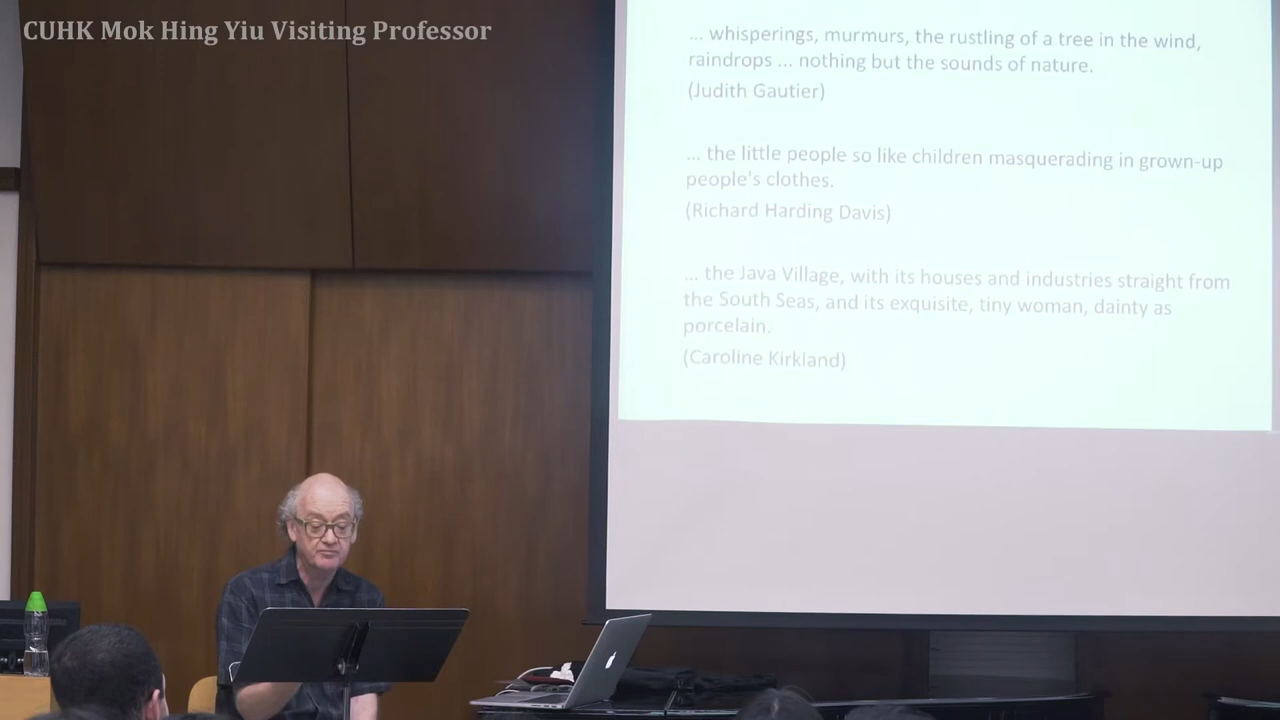 CUHK Mok Hing Yiu Visiting Professor
... whisperings, murmurs, the rustling of a tree in the wind,
raindrops ... nothing but the sounds of nature.
(Judith Gautier)
... the little people so like children masquerading in grown-up
people's clothes.
(Richard Harding Davis)
... the Java Village, with its houses and industries straight from
the South Seas, and its exquisite, tiny woman, dainty as
porcelain.
(Caroline Kirkland)